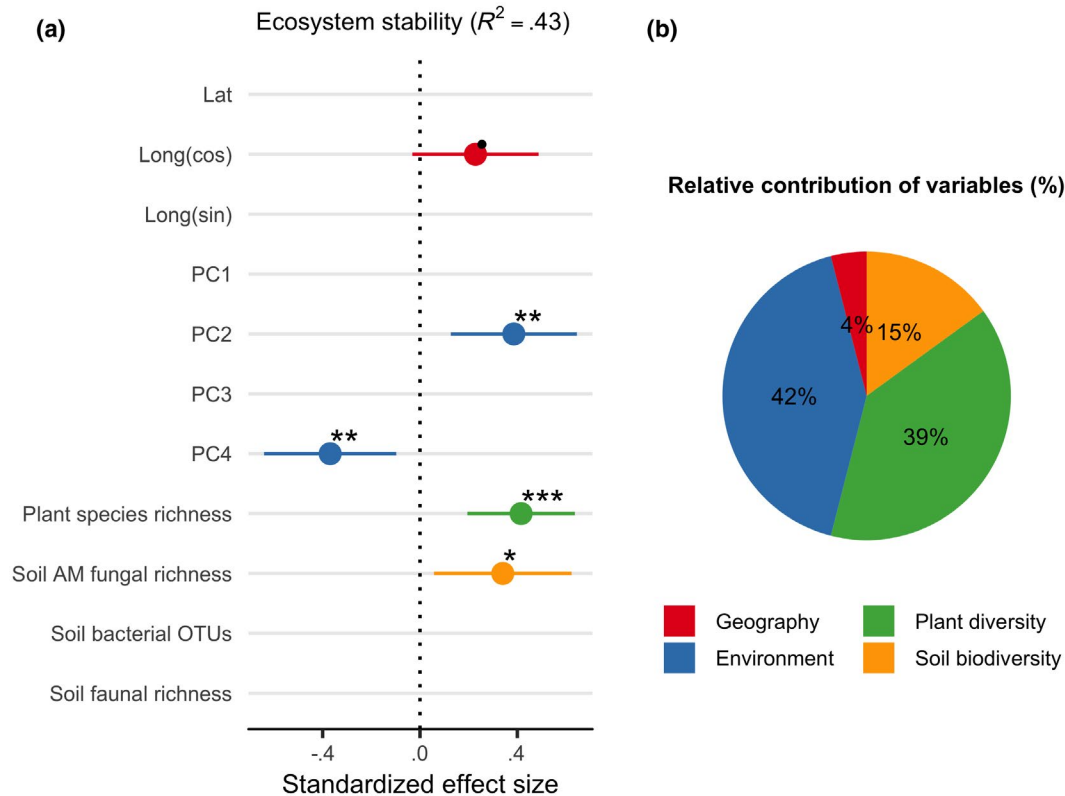 (a)
Ecosystem stability (R² = .43)
Lat
Long(cos)
Long(sin)
PC1
PC2
**
PC3
PC4
**
Plant species richness
***
Soil AM fungal richness
*
Soil bacterial OTUs
Soil faunal richness
-.4
.0
.4
Standardized effect size
(b)
Relative contribution of variables (%)
4%
15%
42%
39%
Geography
Plant diversity
Environment
Soil biodiversity